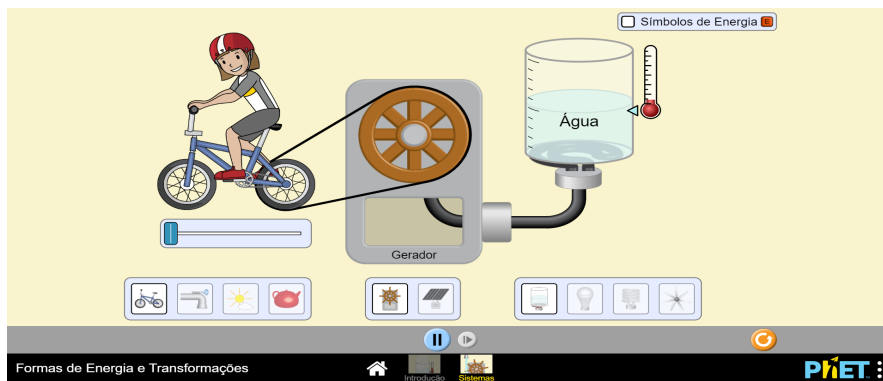 Símbolos de Energia E
Água
Gerador
Formas de Energia e Transformações
Introdução
Sistemas
PhET